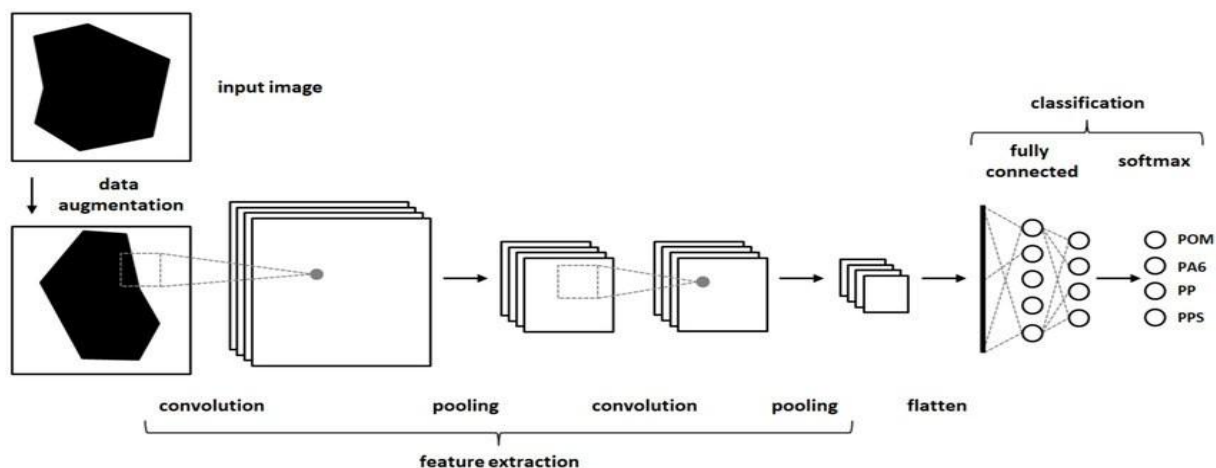 input image
data
augmentation
classification
fully
connected
softmax
POM
PA6
PP
PPS
convolution
pooling
convolution
pooling
flatten
feature extraction